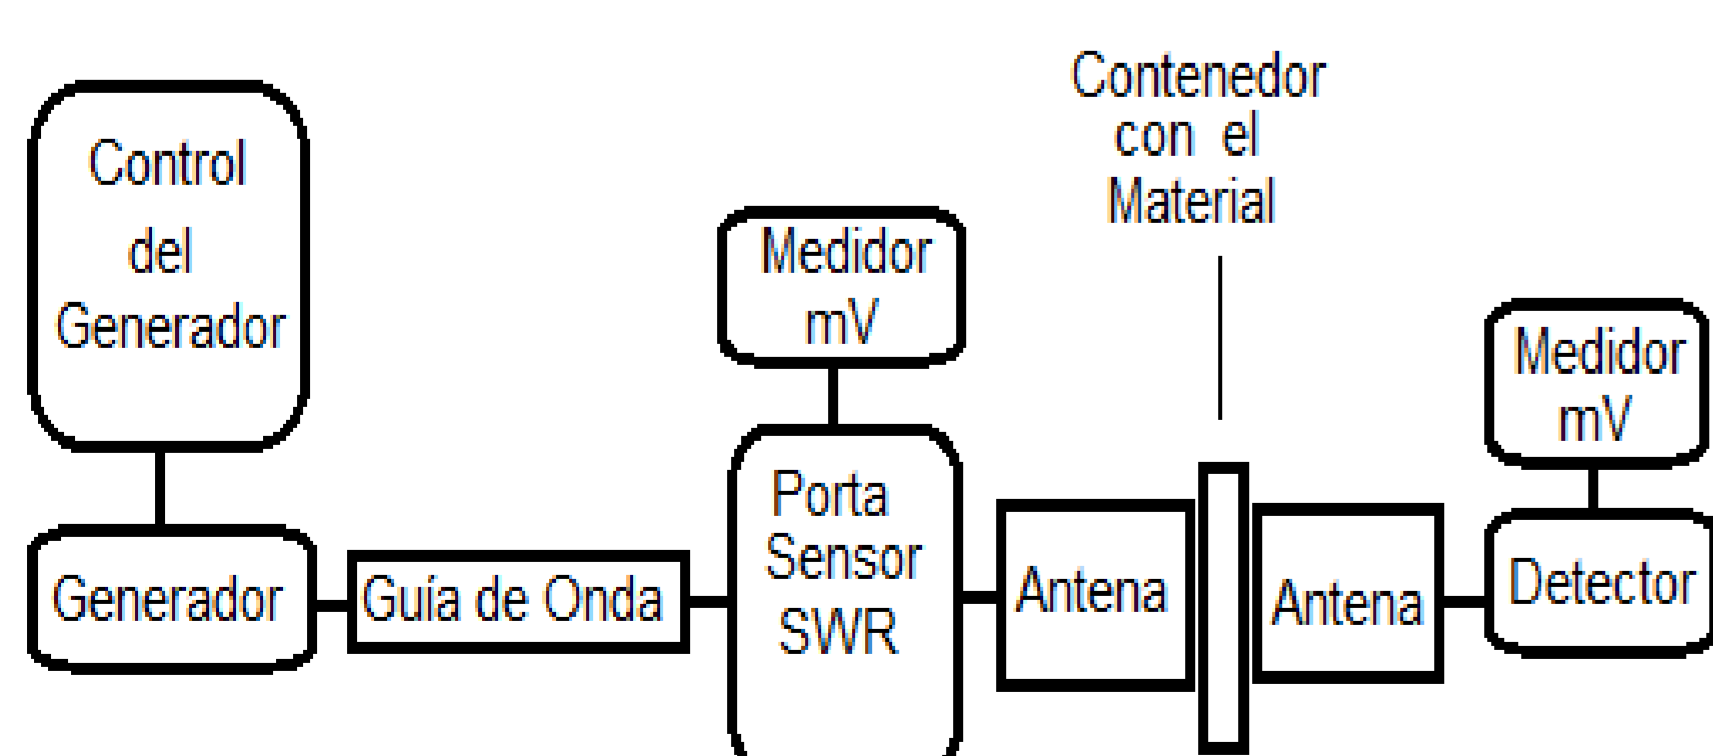 Control
del
Generador
Generador
Guía de Onda
Medidor
mV
Porta
Sensor
SWR
Contenedor
con el
Material
Antena
Antena
Medidor
mV
Detector